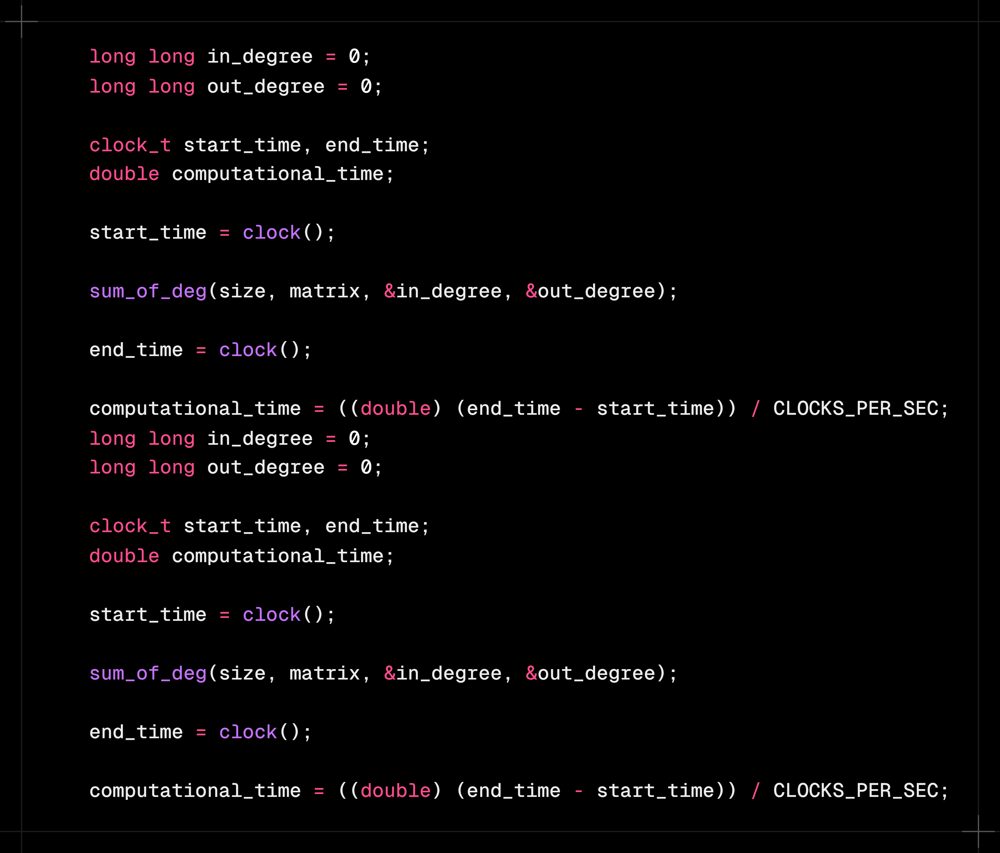 long long in_degree = 0;
long long out_degree = 0;
clock_t start_time, end_time;
double computational_time;
start_time = clock();
sum_of_deg(size, matrix, &in_degree, &out_degree);
end_time = clock();
computational_time = ((double) (end_time - start_time)) / CLOCKS_PER_SEC;
long long in_degree = 0;
long long out_degree = 0;
clock_t start_time, end_time;
double computational_time;
start_time = clock();
sum_of_deg(size, matrix, &in_degree, &out_degree);
end_time = clock();
computational_time = ((double) (end_time - start_time)) / CLOCKS_PER_SEC;